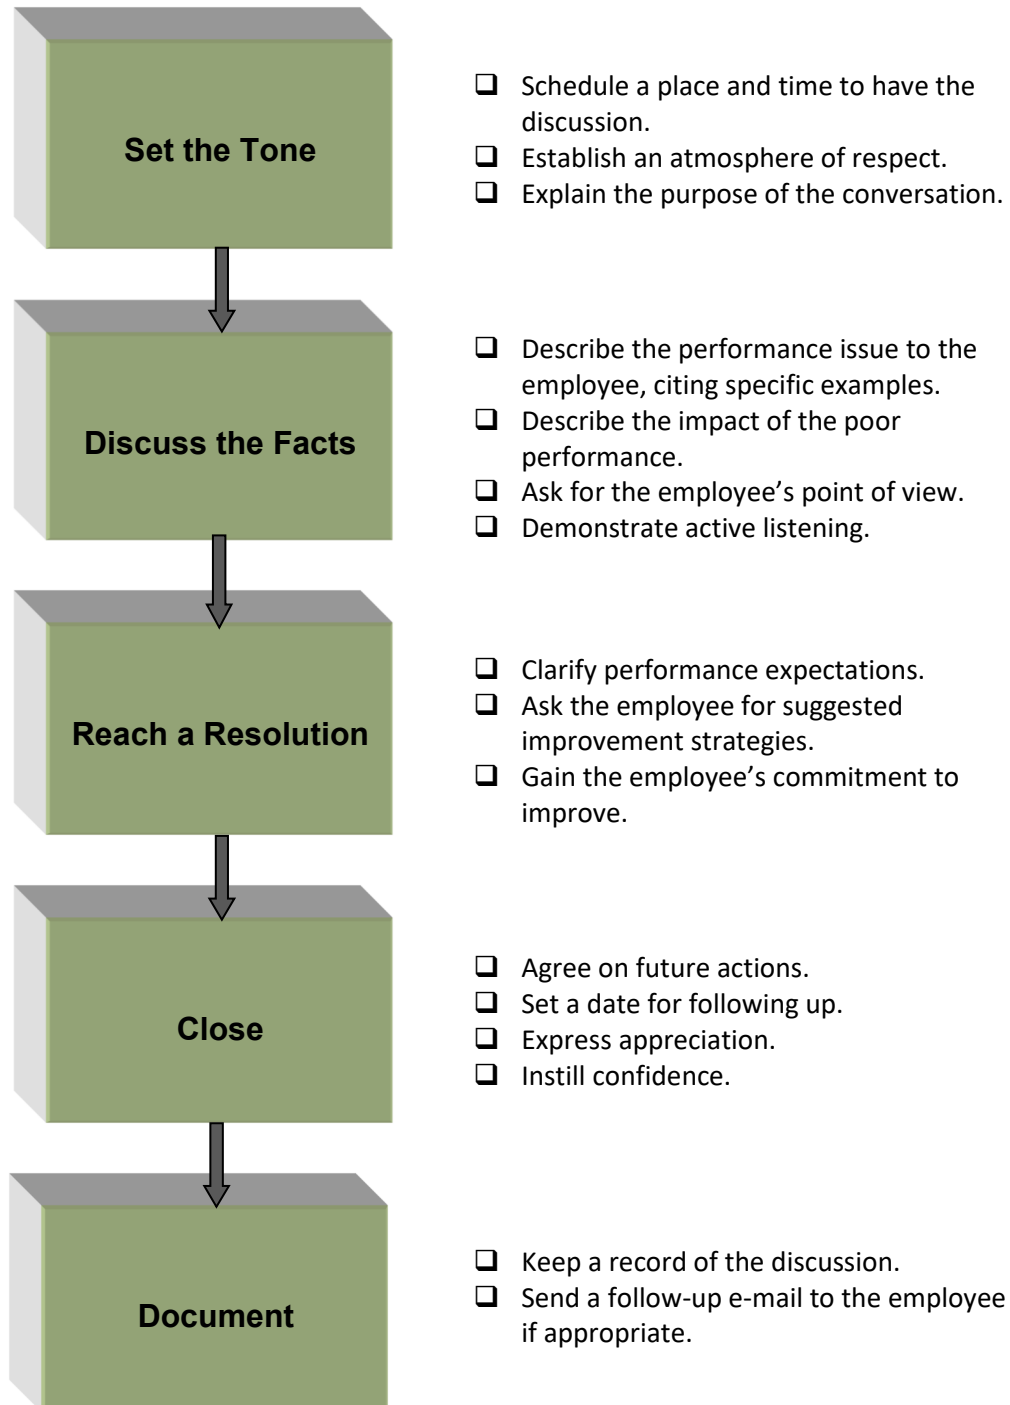 Set the Tone
❑ Schedule a place and time to have the
discussion.
❑ Establish an atmosphere of respect.
❑ Explain the purpose of the conversation.
Discuss the Facts
❑ Describe the performance issue to the
employee, citing specific examples.
❑ Describe the impact of the poor
performance.
❑ Ask for the employee’s point of view.
❑ Demonstrate active listening.
Reach a Resolution
❑ Clarify performance expectations.
❑ Ask the employee for suggested
improvement strategies.
❑ Gain the employee’s commitment to
improve.
Close
❑ Agree on future actions.
❑ Set a date for following up.
❑ Express appreciation.
❑ Instill confidence.
Document
❑ Keep a record of the discussion.
❑ Send a follow-up e-mail to the employee
if appropriate.